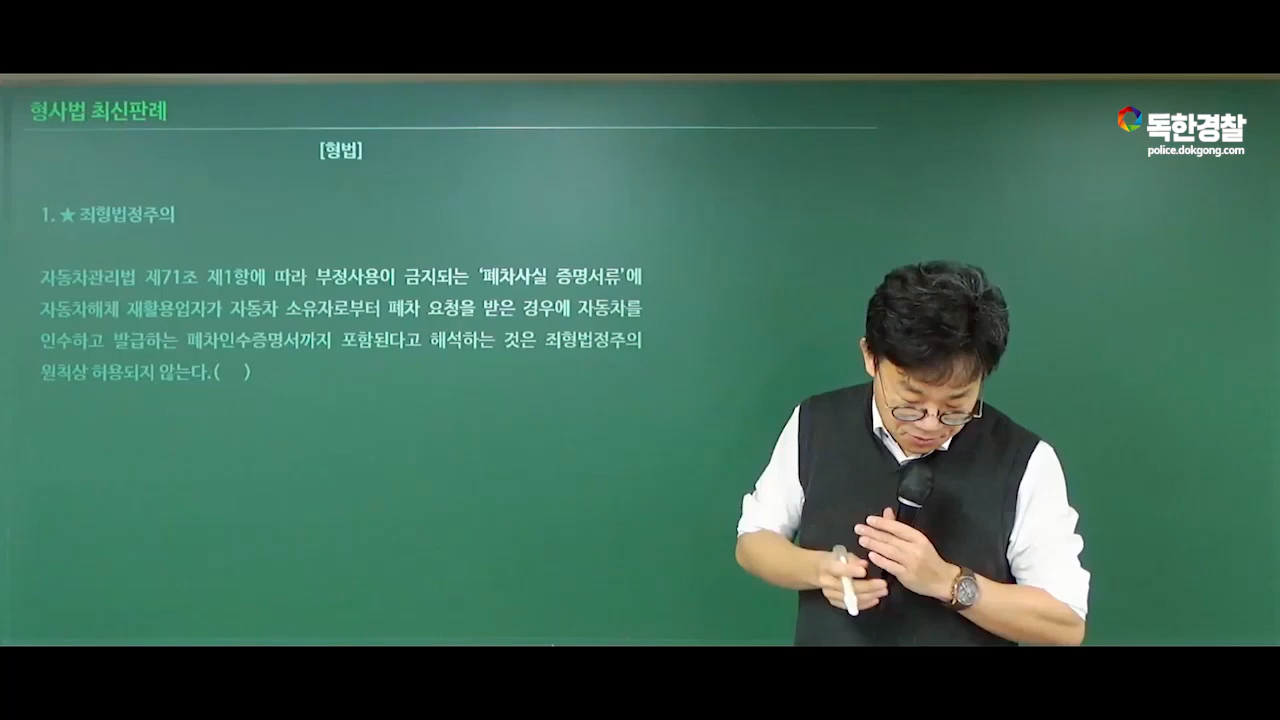 형사법 최신판례
독한경찰
police.dokgong.com
[형법]
1. ★ 죄형법정주의
자동차관리법 제71조 제1항에 따라 부정사용이 금지되는 ‘폐차사실 증명서류’에
자동차해체 재활용업자가 자동차 소유자로부터 폐차 요청을 받은 경우에 자동차를
인수하고 발급하는 폐차인수증명서까지 포함된다고 해석하는 것은 죄형법정주의
원칙상 허용되지 않는다.(    )